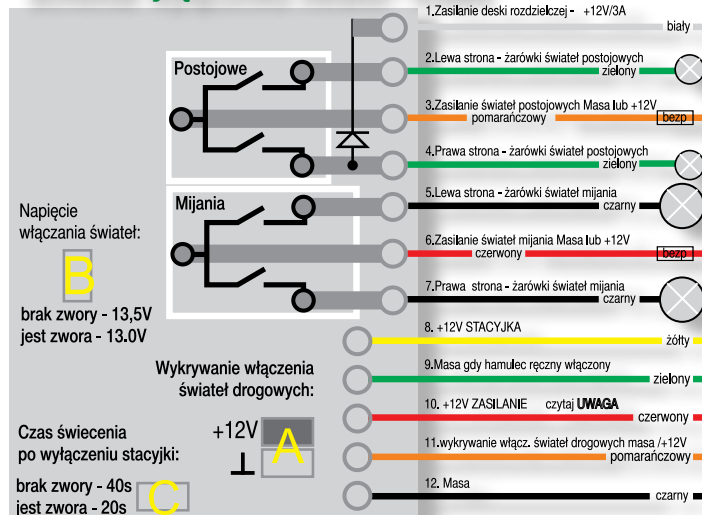 1.Zasilanie deski rozdzielczej - +12V/3A
biały
Postojowe
2.Lewa strona - żarówki świateł postojowych
zielony
3.Zasilanie świateł postojowych Masa lub +12V
pomarańczowy
bezp
4.Prawa strona - żarówki świateł postojowych
zielony
Mijania
5.Lewa strona - żarówki świateł mijania
czarny
6.Zasilanie świateł mijania Masa lub +12V
czerwony
bezp
7.Prawa strona - żarówki świateł mijania
czarny
Napięcie
włączania świateł:
B
brak zwory - 13,5V
jest zwora - 13.0V
8. +12V STACYJKA
żółty
9.Masa gdy hamulec ręczny włączony
zielony
10. +12V ZASILANIE czytaj UWAGA
czerwony
11.wykrywanie włącz. świateł drogowych masa /+12V
pomarańczowy
12. Masa
czarny
Wykrywanie włączenia
świateł drogowych:
+12V
A
Czas świecenia
po wyłączeniu stacyjki:
brak zwory - 40s
jest zwora - 20s
C